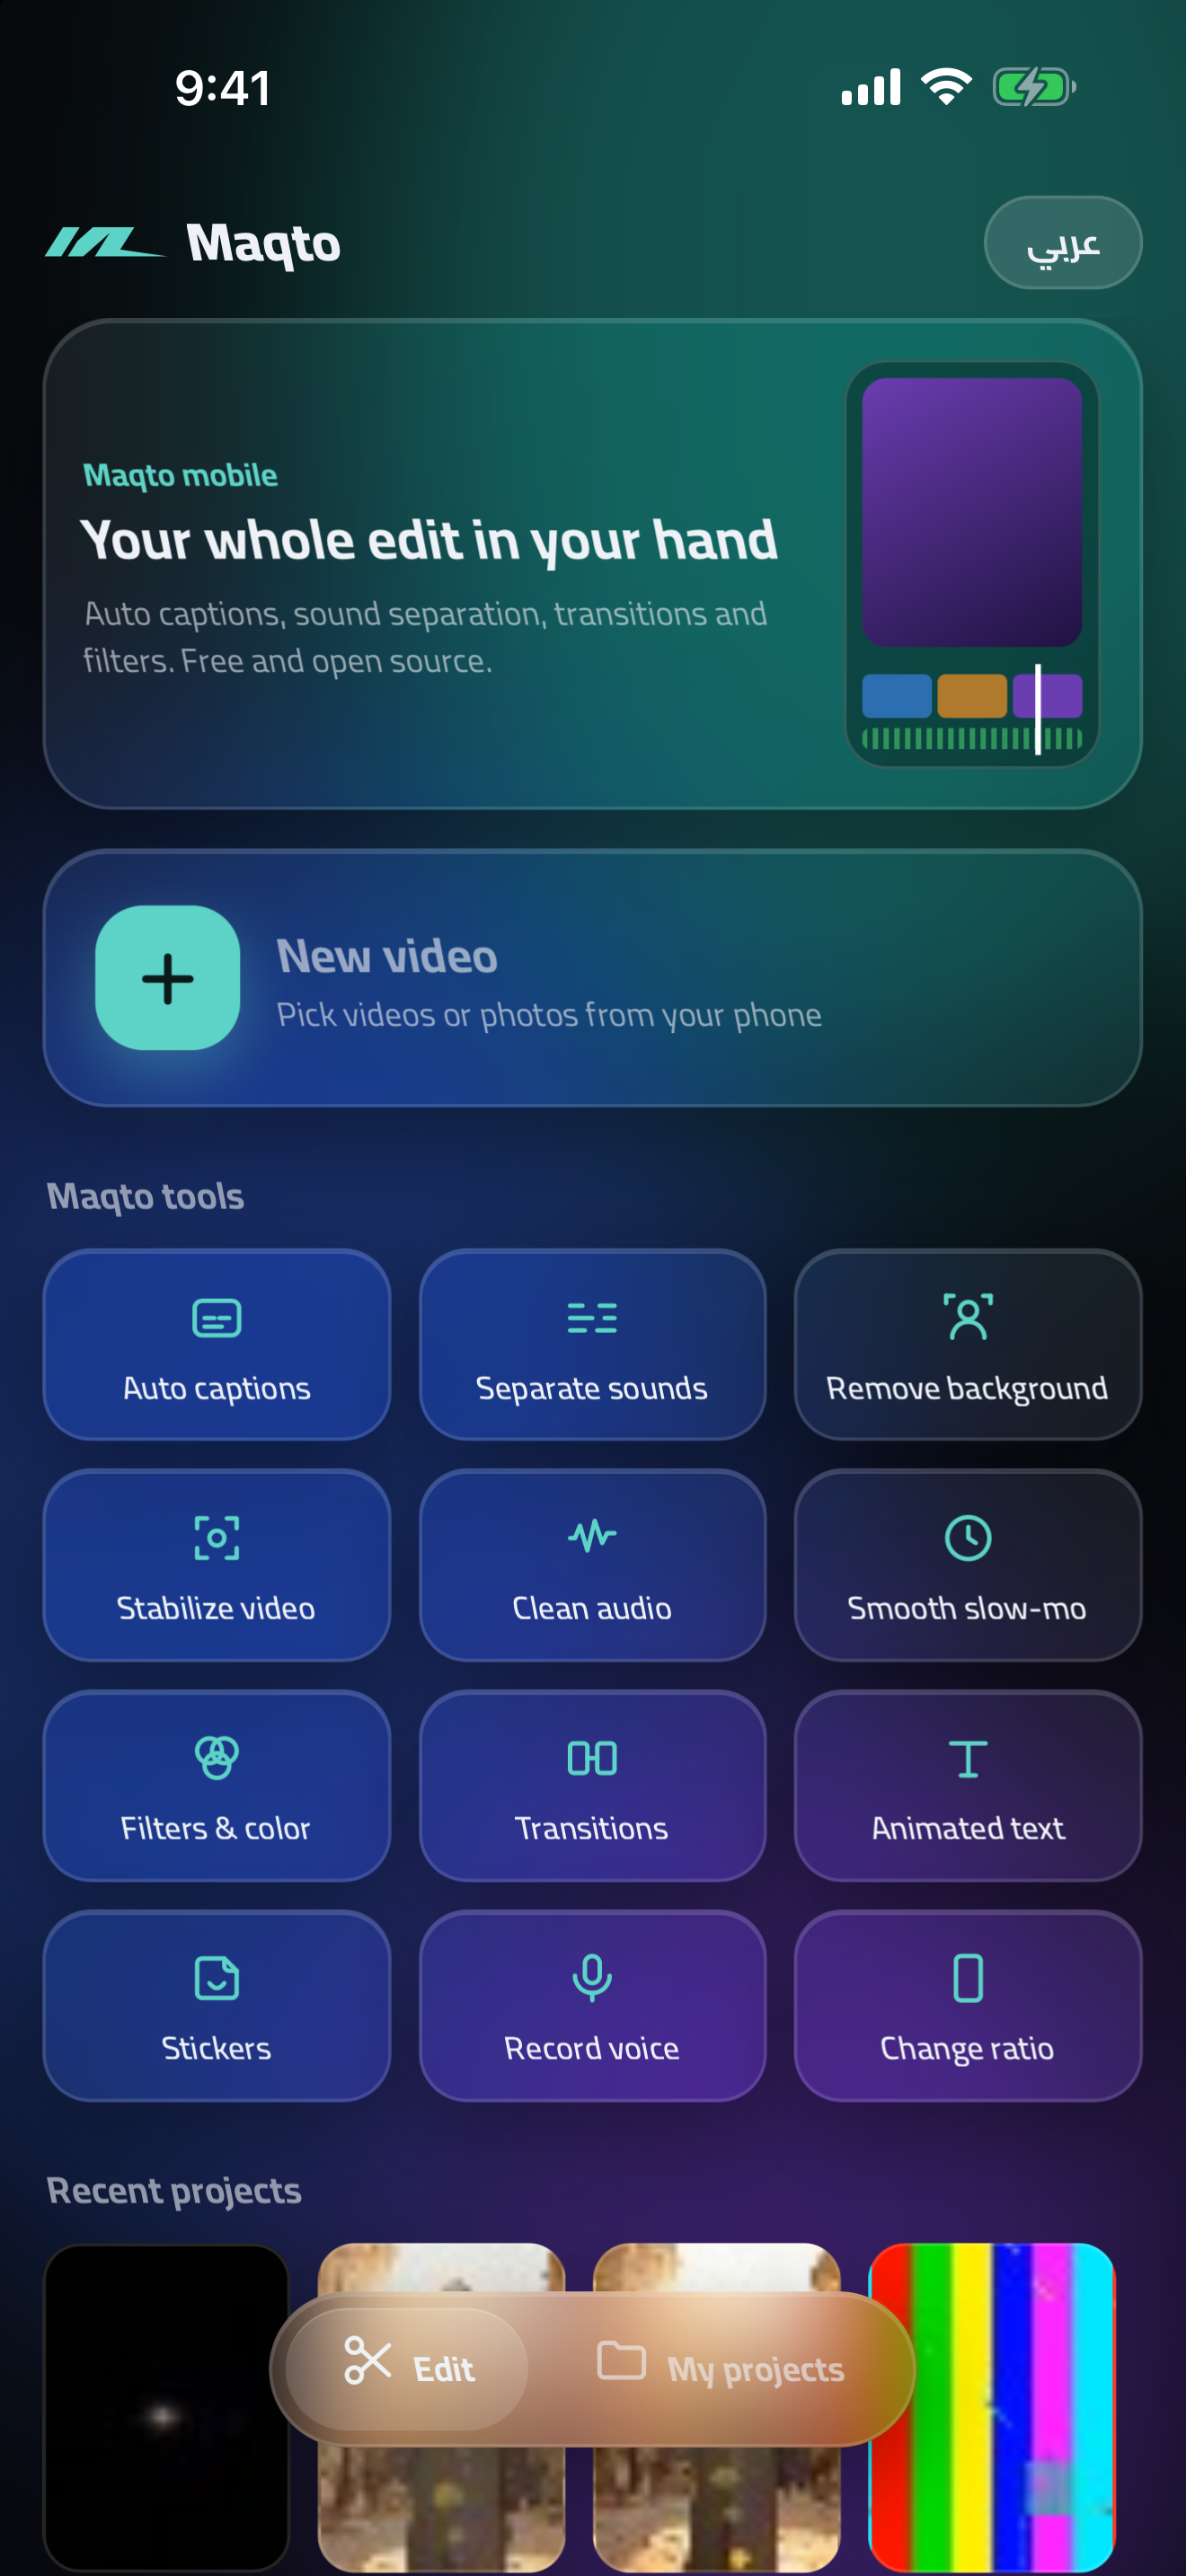 9:41
Maqto
عربي
Maqto mobile
Your whole edit in your hand
Auto captions, sound separation, transitions and
filters. Free and open source.
New video
Pick videos or photos from your phone
Maqto tools
Auto captions
Separate sounds
Remove background
Stabilize video
Clean audio
Smooth slow-mo
Filters & color
Transitions
Animated text
Stickers
Record voice
Change ratio
Recent projects
Edit
My projects